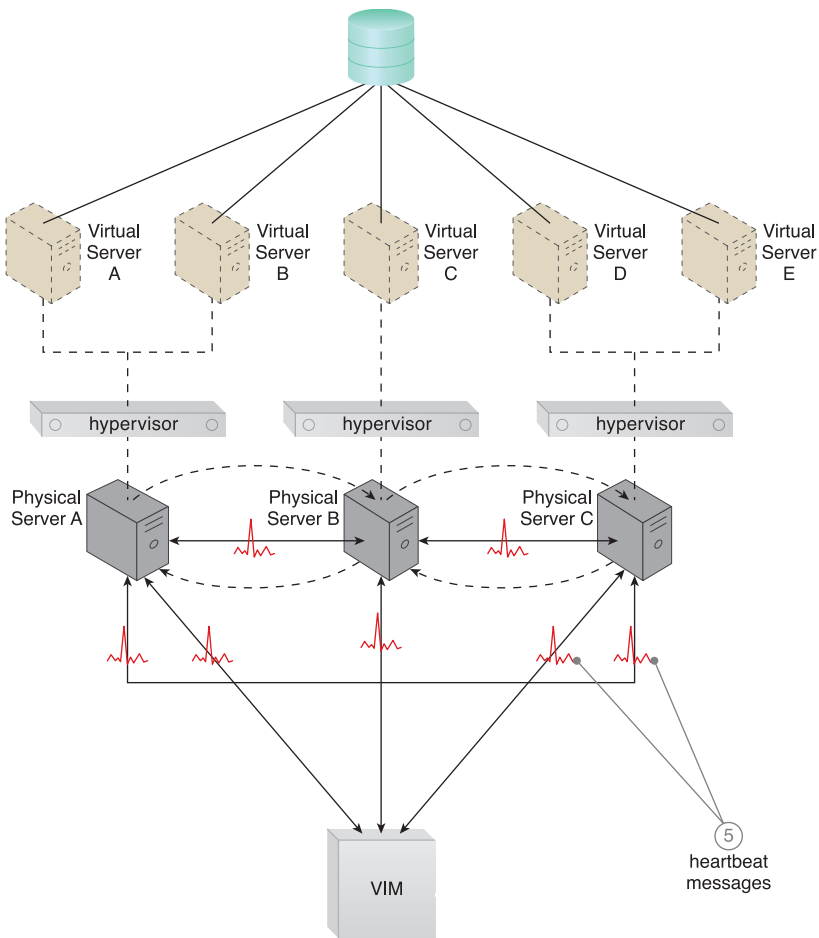 Virtual
Server
A
Virtual
Server
B
Virtual
Server
C
Virtual
Server
D
Virtual
Server
E
hypervisor
hypervisor
hypervisor
Physical
Server A
Physical
Server B
Physical
Server C
5
heartbeat
messages
VIM